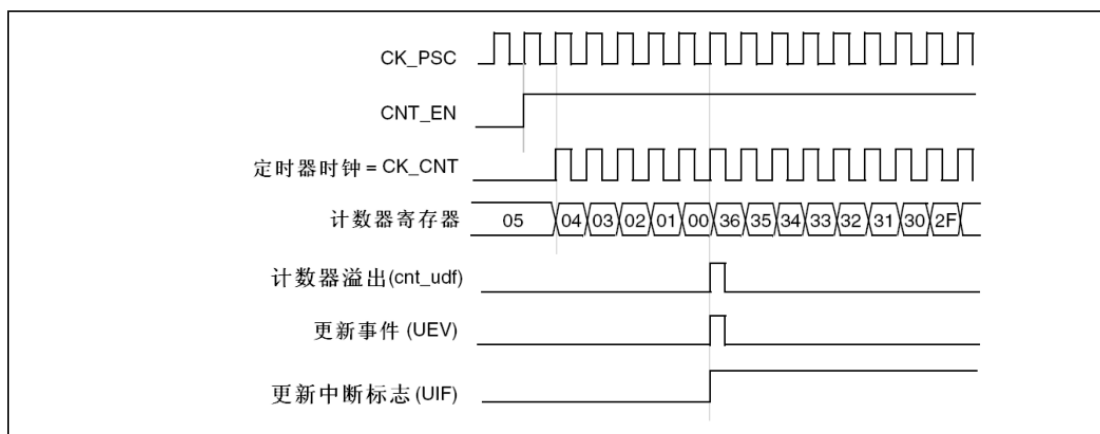 CK_PSC
CNT_EN
定时器时钟 = CK_CNT
计数器寄存器 05 04 03 02 01 00 36 35 34 33 32 31 30 2F
计数器溢出(cnt_udf)
更新事件 (UEV)
更新中断标志(UIF)